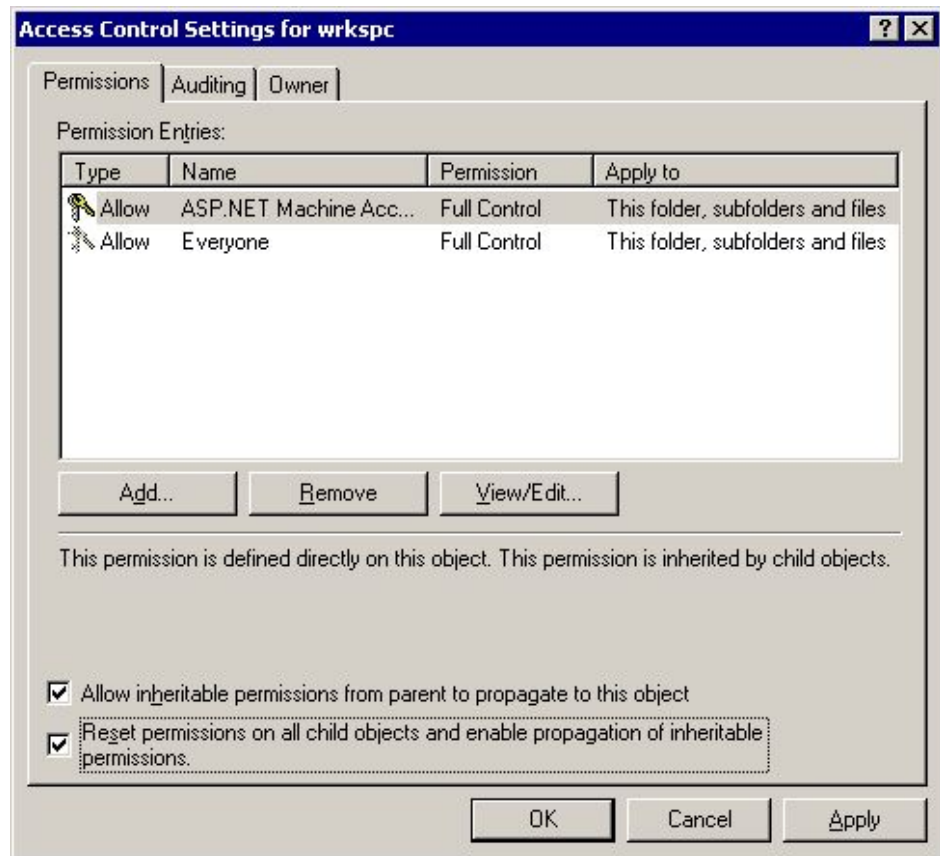 Access Control Settings for wrkspc
Permissions Auditing Owner
Permission Entries:
Type Name Permission Apply to
Allow ASP.NET Machine Acc... Full Control This folder, subfolders and files
Allow Everyone Full Control This folder, subfolders and files
Add... Remove View/Edit...
This permission is defined directly on this object. This permission is inherited by child objects.
Allow inheritable permissions from parent to propagate to this object
Reset permissions on all child objects and enable propagation of inheritable
permissions.
OK Cancel Apply